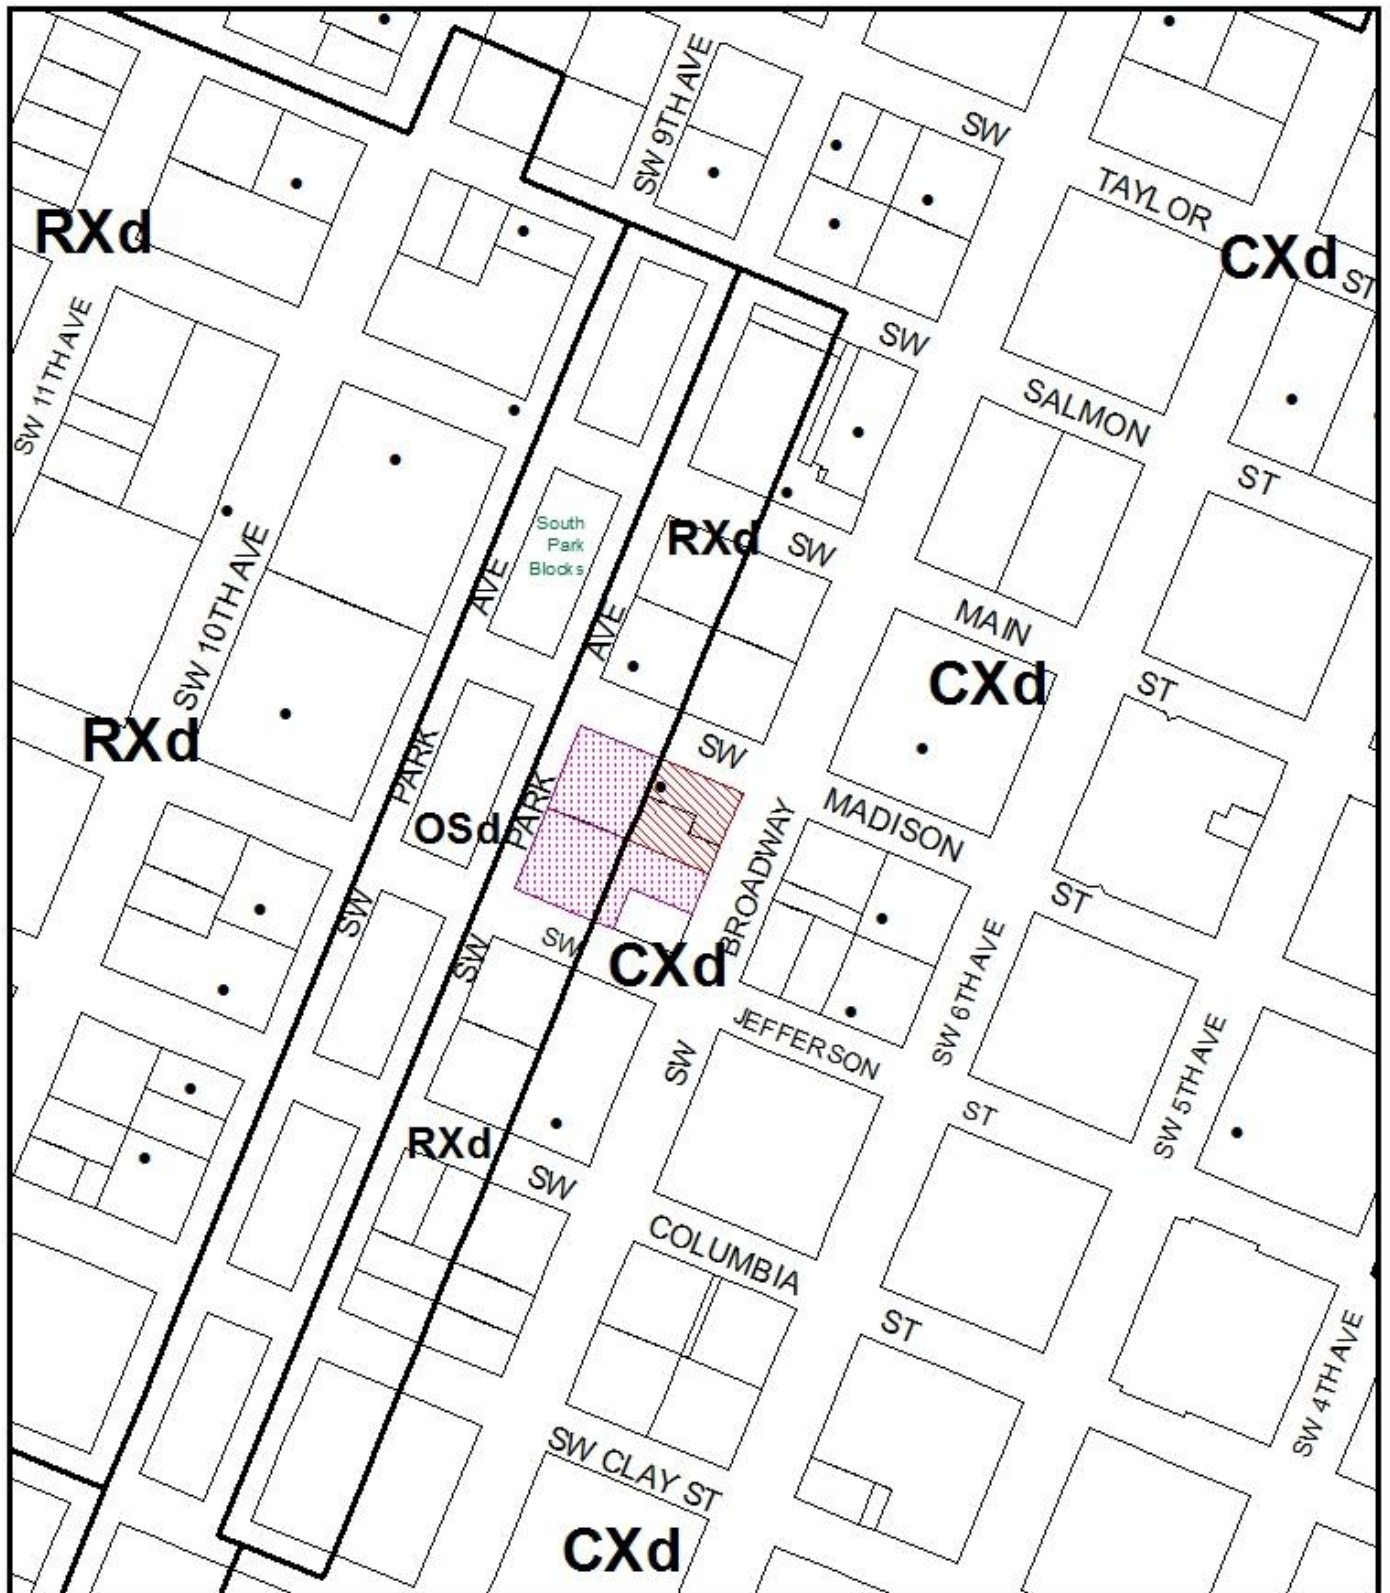 SW 9TH AVE
SW
TAYLOR
ST
RXd
CXd
SW 11TH AVE
SW
SALMON
ST
SW 10TH AVE
AVE
South
Park
Blocks
RXd
SW
AVE
MAIN
ST
RXd
CXd
PARK
PARK
SW
MADISON
ST
OSd
SW
SW
SW
CXd
BROADWAY
SW
JEFFERSON
ST
SW 6TH AVE
SW 5TH AVE
RXd
SW
COLUMBIA
ST
SW 4TH AVE
SW CLAY ST
CXd